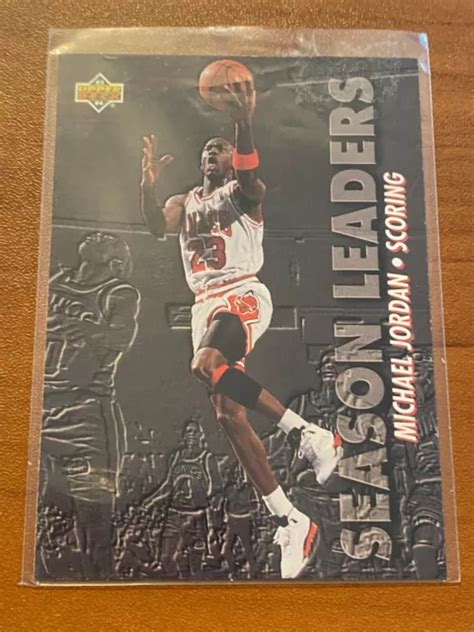 UPPER
DECK
23
SEASON LEADERS
MICHAEL JORDAN • SCORING